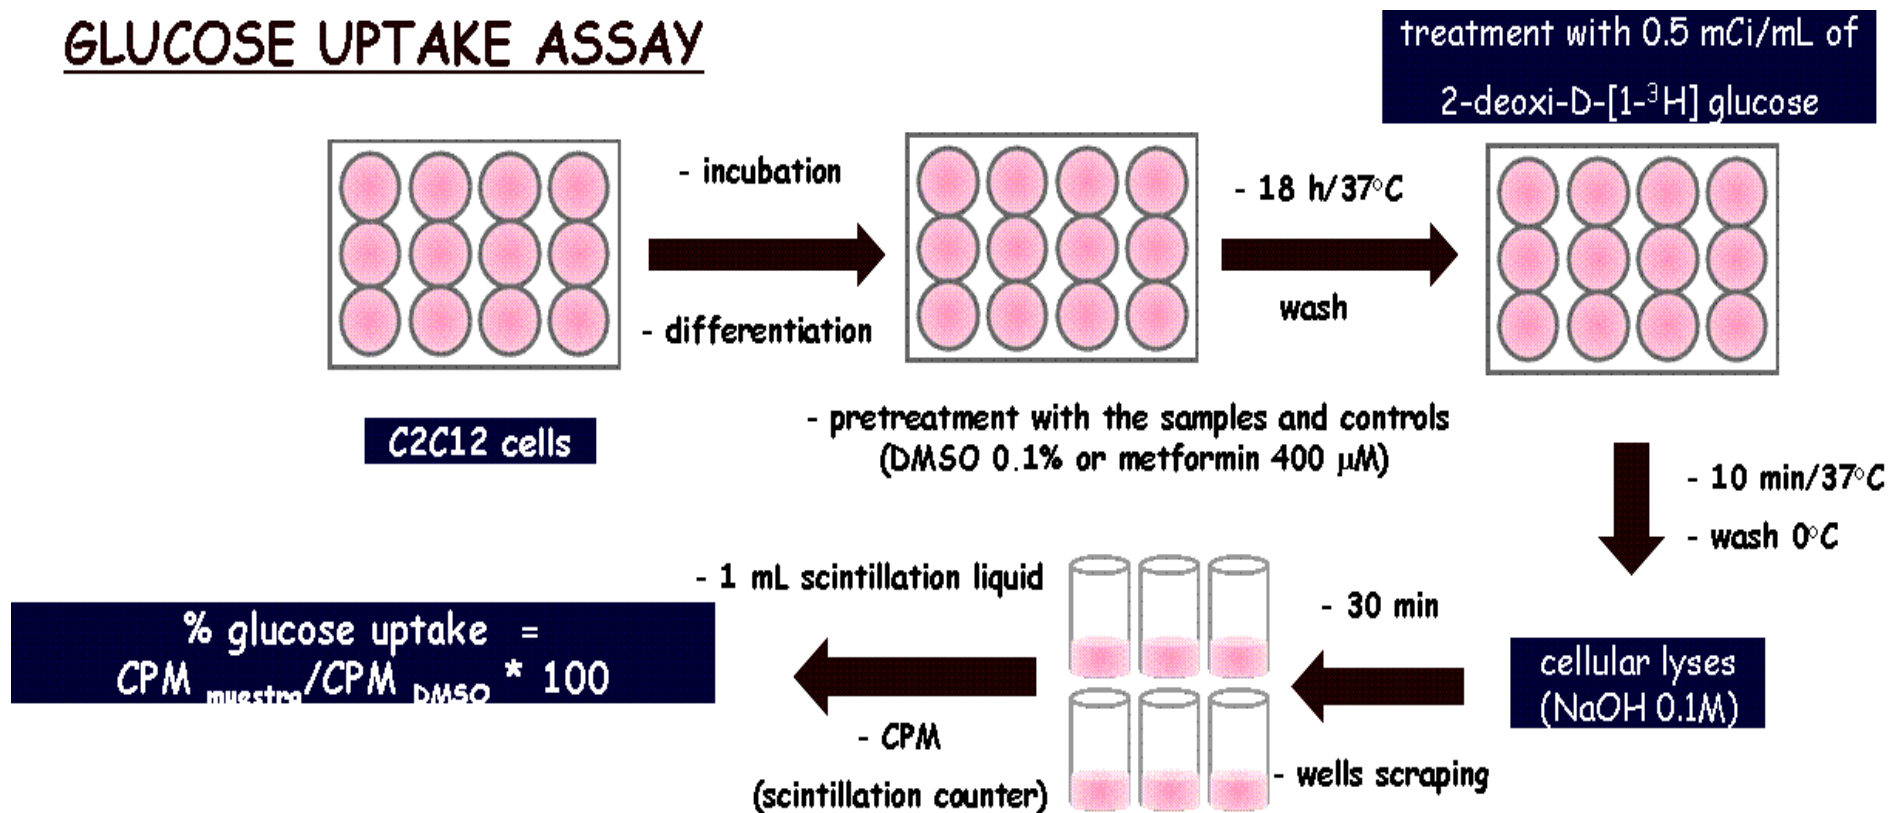 GLUCOSE UPTAKE ASSAY
treatment with 0.5 mCi/mL of
2-deoxi-D-[1-³H] glucose
- incubation
- differentiation
- 18 h/37°C
wash
C2C12 cells
- pretreatment with the samples and controls
(DMSO 0.1% or metformin 400 μM)
- 10 min/37°C
- wash 0°C
cellular lyses
(NaOH 0.1M)
- 30 min
- wells scraping
- 1 mL scintillation liquid
- CPM
(scintillation counter)
% glucose uptake =
CPM muestra/CPM DMSO * 100